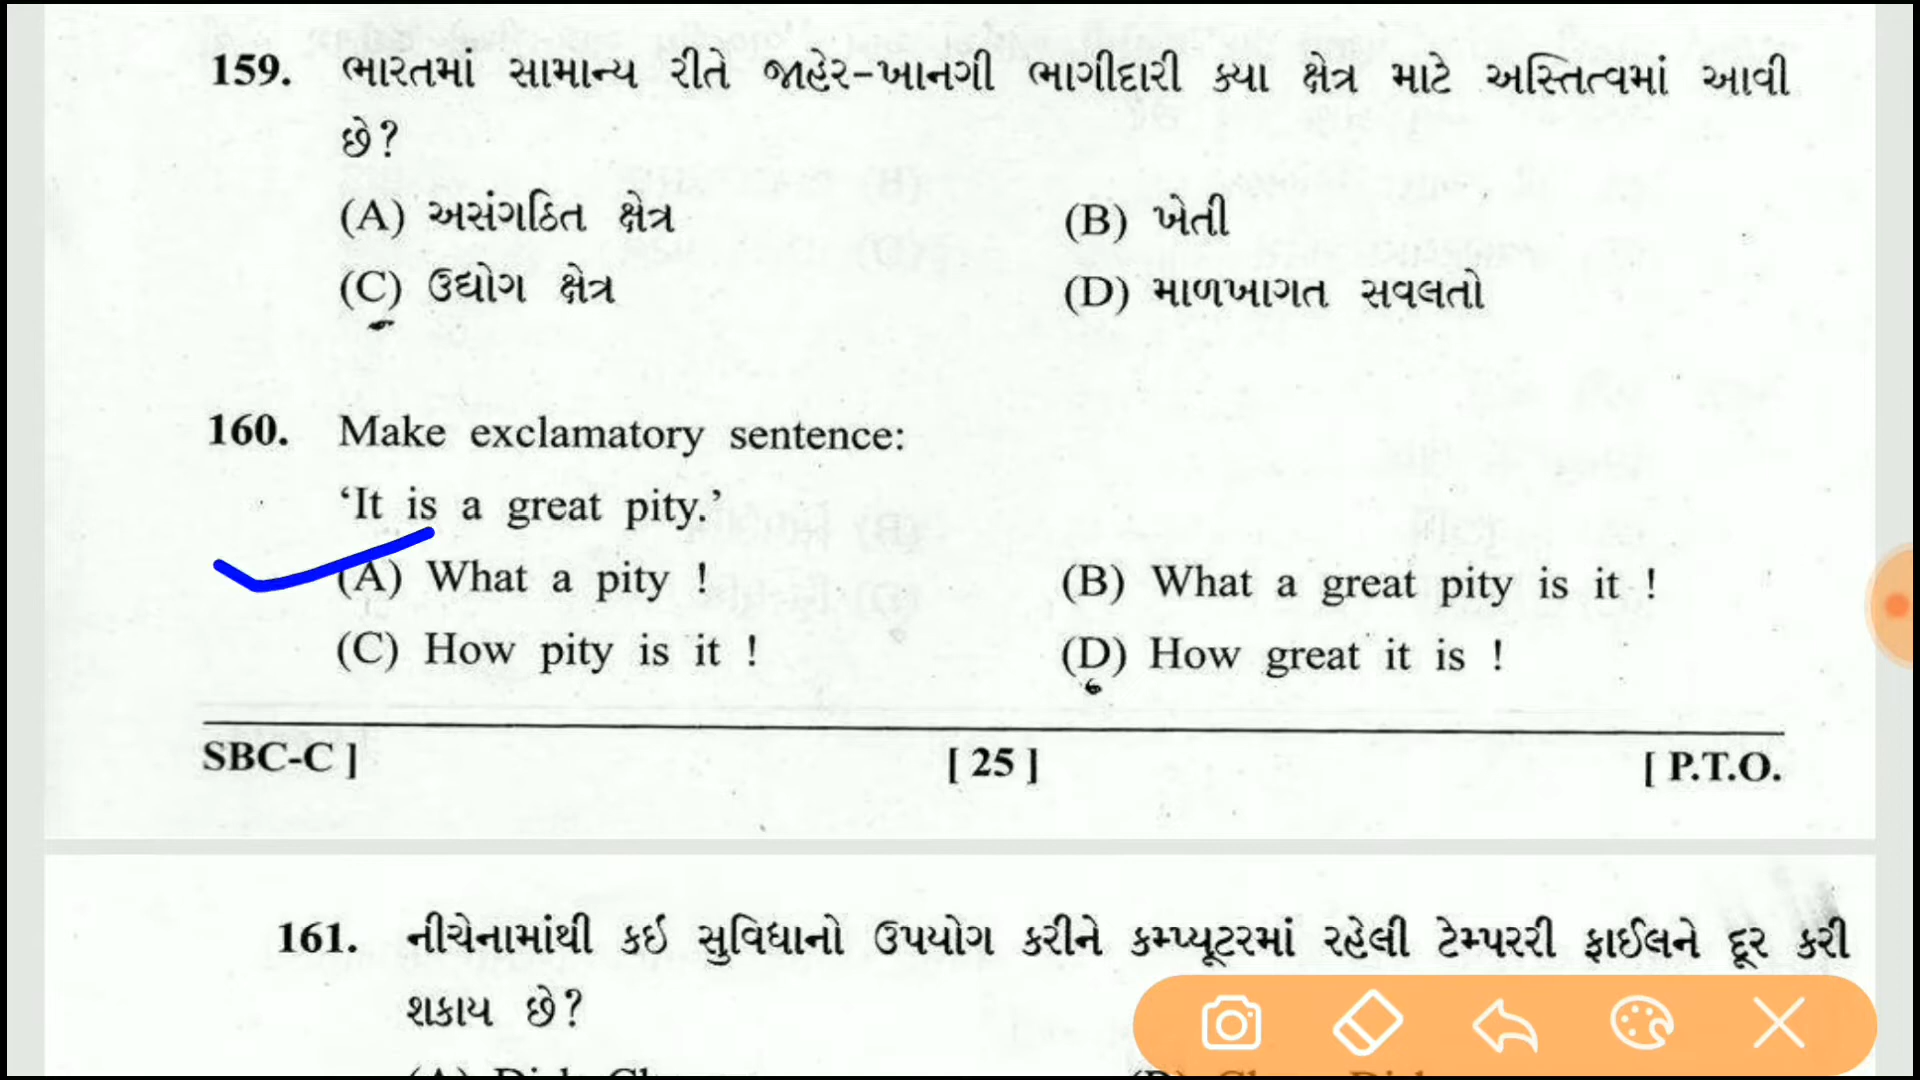 159. ભારતમાં સામાન્ય રીતે જાહેર-ખાનગી ભાગીદારી ક્યા ક્ષેત્ર માટે અસ્તિત્વમાં આવી
છે?
(A) અસંગઠિત ક્ષેત્ર (B) ખેતી
(C) ઉદ્યોગ ક્ષેત્ર (D) માળખાગત સવલતો
160. Make exclamatory sentence:
‘It is a great pity.’
(A) What a pity ! (B) What a great pity is it !
(C) How pity is it ! (D) How great it is !
SBC-C ] [ 25 ] [ P.T.O.
161. નીચેનામાંથી કઇ સુવિધાનો ઉપયોગ કરીને કમ્પ્યૂટરમાં રહેલી ટેમ્પરરી ફાઈલને દૂર કરી
શકાય છે?